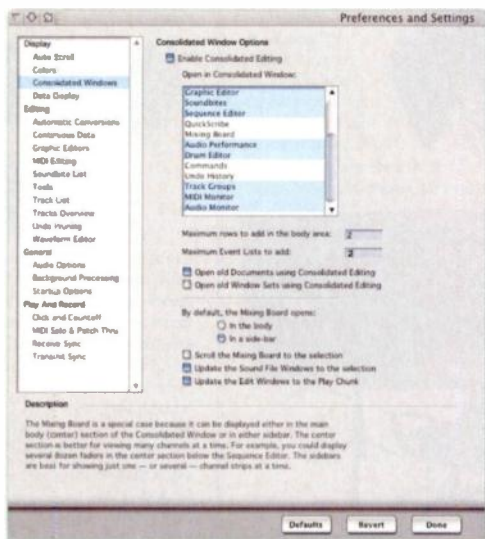 Preferences and Settings
Display
Auto Scroll
Colors
Consolidated Windows
Data Display
Editing
Automatic Conversions
Continuous Data
Graphic Editors
MIDI Editing
Soundbite List
Tools
Track List
Tracks Overview
Undo Pruning
Waveform Editor
General
Audio Options
Background Processing
Startup Options
Play And Record
Click and Countoff
MIDI Solo & Patch Thru
Receive Sync
Transmit Sync
Consolidated Window Options
Enable Consolidated Editing
Open in Consolidated Window:
Graphic Editor
Soundbites
Sequence Editor
QuickScribe
Mixing Board
Audio Performance
Drum Editor
Commands
Undo History
Track Groups
MIDI Monitor
Audio Monitor
Maximum rows to add in the body area: 2
Maximum Event Lists to add: 2
Open old Documents using Consolidated Editing
Open old Window Sets using Consolidated Editing
By default, the Mixing Board opens:
In the body
In a side-bar
Scroll the Mixing Board to the selection
Update the Sound File Windows to the selection
Update the Edit Windows to the Play Chunk
Description
The Mixing Board is a special case because it can be displayed either in the main
body (center) section of the Consolidated Window or in either sidebar. The center
section is better for viewing many channels at a time. For example, you could display
several dozen faders in the center section below the Sequence Editor. The sidebars
are best for showing just one — or several — channel strips at a time.
Defaults
Revert
Done